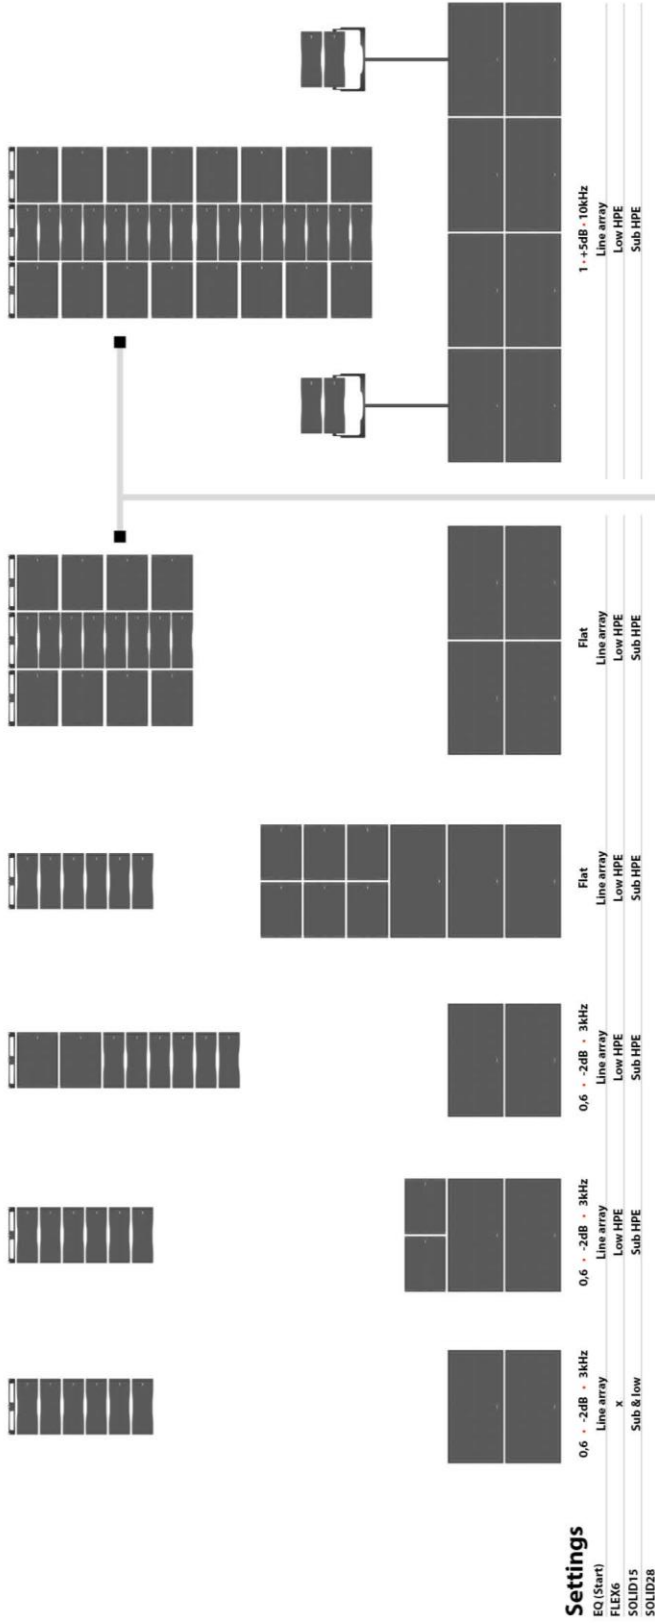 Settings
EQ (Start) 0,6 • -2dB • 3kHz 0,6 • -2dB • 3kHz 0,6 • -2dB • 3kHz Flat Flat 1 • +5dB • 10kHz
FLEX6 Line array Line array Line array Line array Line array Line array
SOLID15 x Low HPE Low HPE Low HPE Low HPE Low HPE
SOLID28 Sub & low Sub HPE Sub HPE Sub HPE Sub HPE Sub HPE